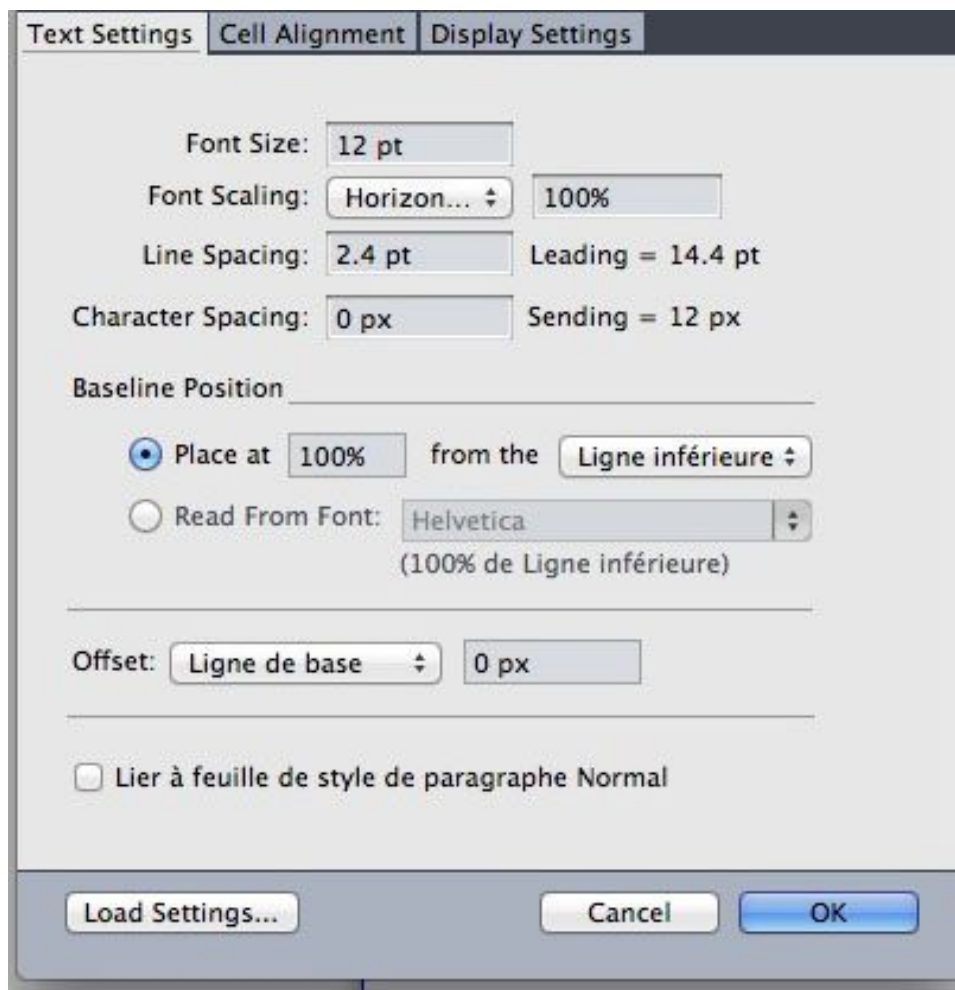 Text Settings Cell Alignment Display Settings
Font Size: 12 pt
Font Scaling: Horizon... 100%
Line Spacing: 2.4 pt Leading = 14.4 pt
Character Spacing: 0 px Sending = 12 px
Baseline Position
Place at 100% from the Ligne inférieure
Read From Font: Helvetica
(100% de Ligne inférieure)
Offset: Ligne de base 0 px
Lier à feuille de style de paragraphe Normal
Load Settings... Cancel OK